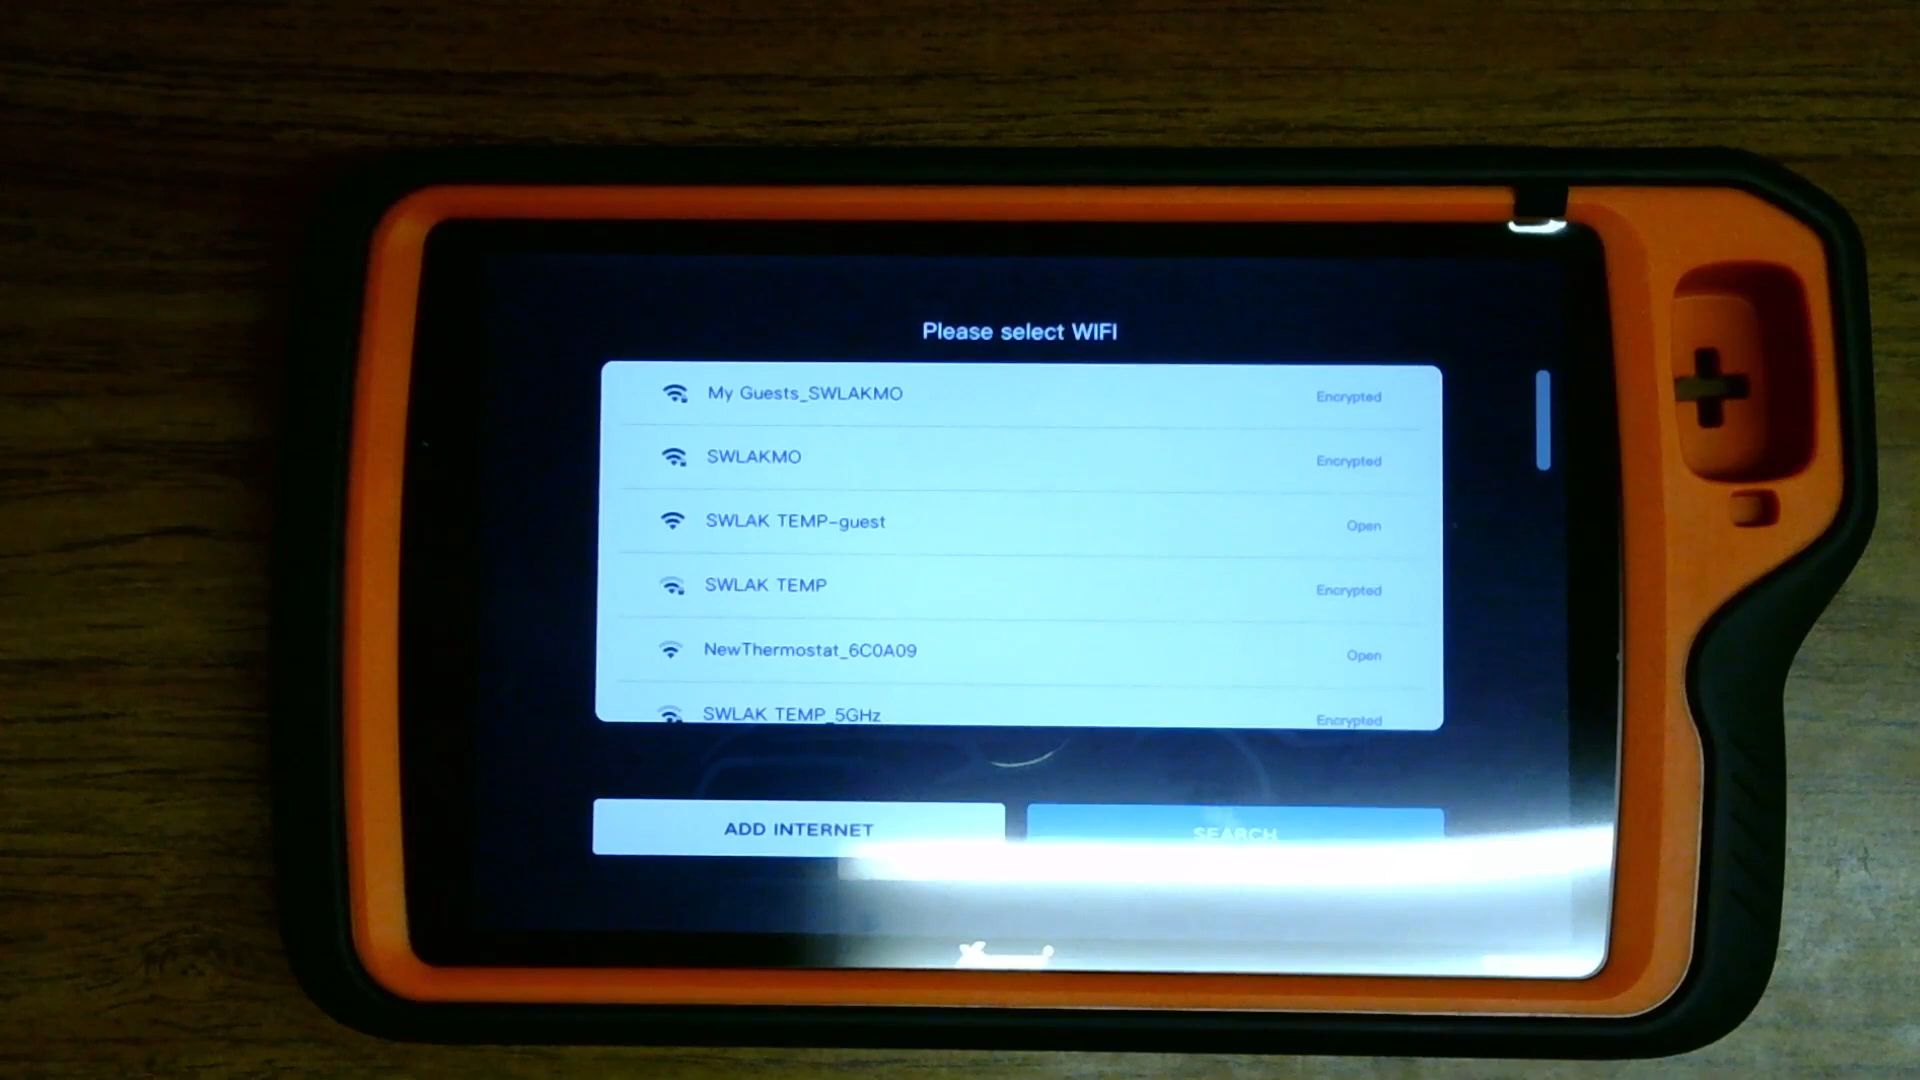 Please select WIFI
My Guests_SWLAKMO Encrypted
SWLAKMO Encrypted
SWLAK TEMP-guest Open
SWLAK TEMP Encrypted
NewThermostat_6C0A09 Open
SWLAK TEMP_5GHz Encrypted
ADD INTERNET SEARCH